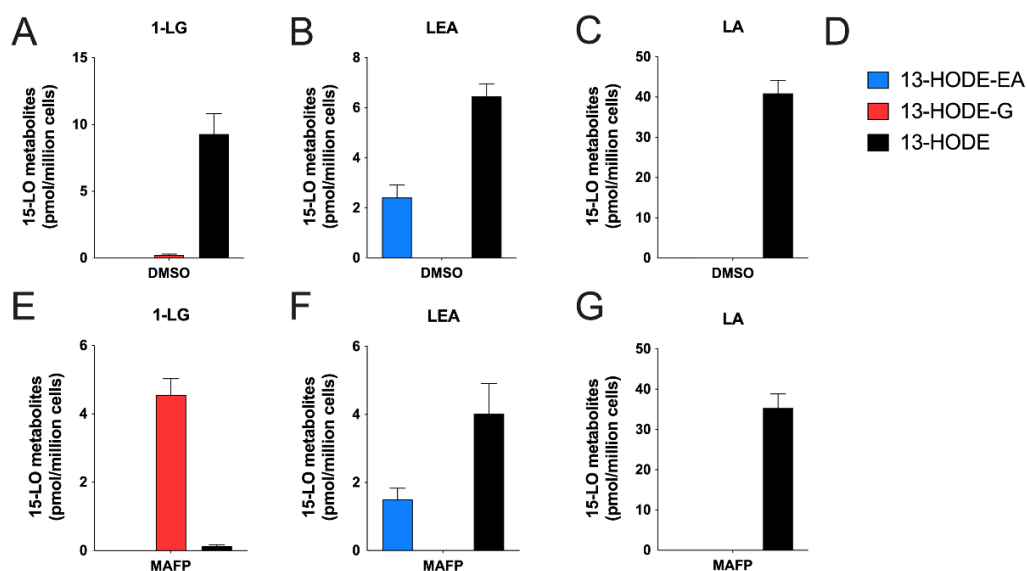 A
1-LG
15-LO metabolites
(pmol/million cells)
15
10
5
0
DMSO
B
LEA
15-LO metabolites
(pmol/million cells)
8
6
4
2
0
DMSO
C
LA
15-LO metabolites
(pmol/million cells)
50
40
30
20
10
0
DMSO
D
13-HODE-EA
13-HODE-G
13-HODE
E
1-LG
15-LO metabolites
(pmol/million cells)
6
4
2
0
MAFP
F
LEA
15-LO metabolites
(pmol/million cells)
6
4
2
0
MAFP
G
LA
15-LO metabolites
(pmol/million cells)
50
40
30
20
10
0
MAFP